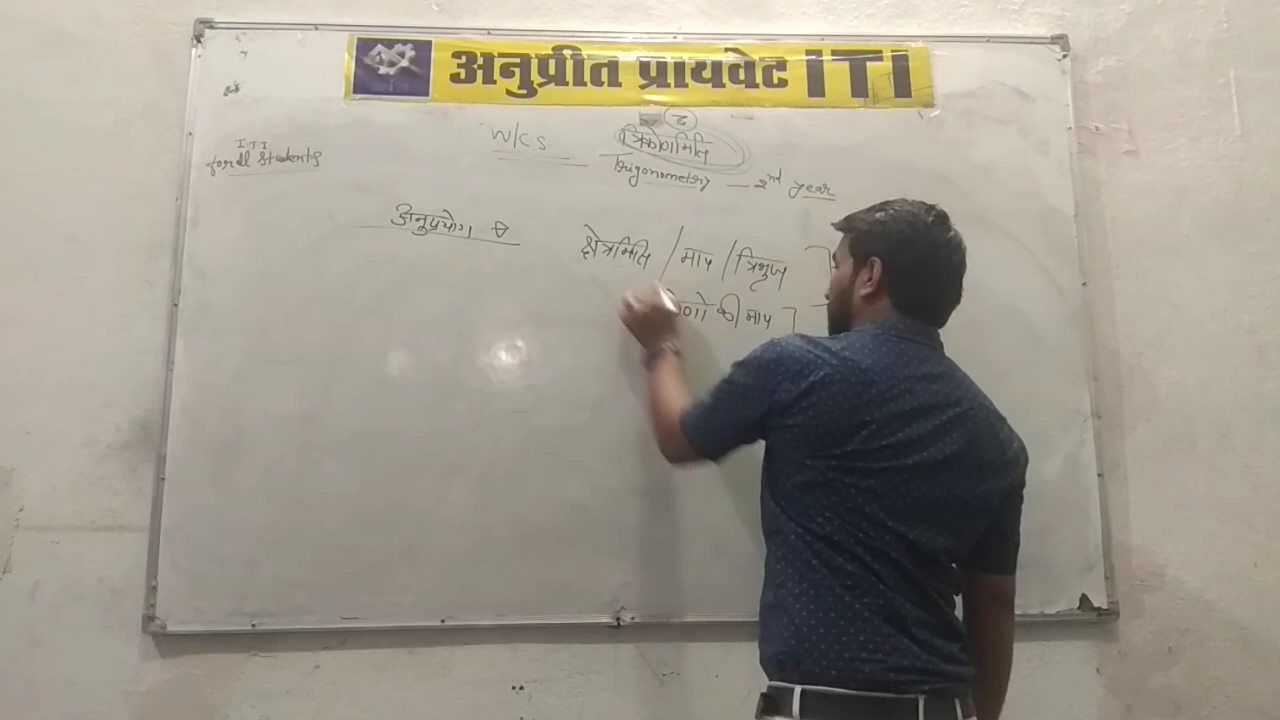 अनुप्रीत प्रायवेट ITI
W/CS त्रिकोणमिति
ITI
for all Students
Trigonometry – 2nd year
अनुप्रयोग
क्षेत्रमिति / माप / त्रिभुज
की माप